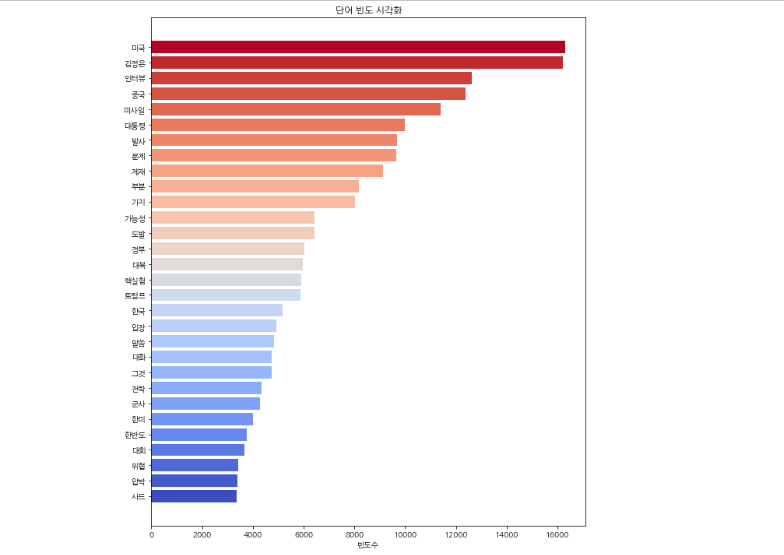 단어 빈도 시각화
미국
김정은
인터뷰
중국
미사일
대통령
발사
문제
제재
부분
가지
가능성
도발
정부
대북
핵실험
트럼프
한국
입장
말씀
대화
그것
전략
군사
한미
한반도
대회
위협
압박
사드
0 2000 4000 6000 8000 10000 12000 14000 16000
빈도수